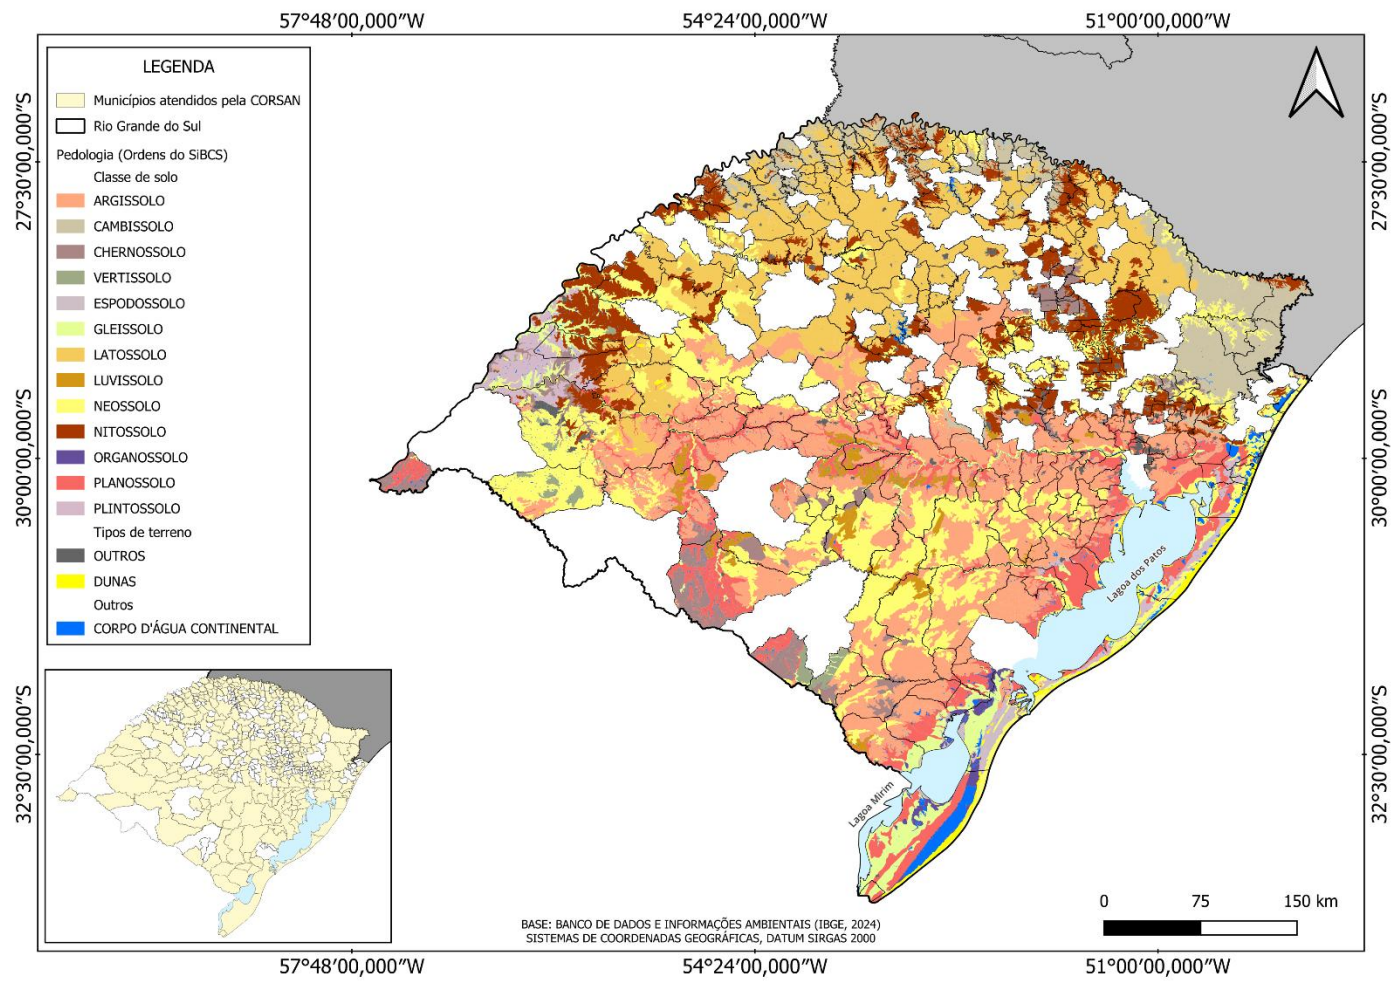 57°48'00,000"W
54°24'00,000"W
51°00'00,000"W
27°30'00,000"S
27°30'00,000"S
30°00'00,000"S
30°00'00,000"S
32°30'00,000"S
32°30'00,000"S
LEGENDA
Municípios atendidos pela CORSAN
Rio Grande do Sul
Pedologia (Ordens do SiBCS)
Classe de solo
ARGISSOLO
CAMBISSOLO
CHERNOSSOLO
VERTISSOLO
ESPODOSSOLO
GLEISSOLO
LATOSSOLO
LUVISSOLO
NEOSSOLO
NITOSSOLO
ORGANOSSOLO
PLANOSSOLO
PLINTOSSOLO
Tipos de terreno
OUTROS
DUNAS
Outros
CORPO D'ÁGUA CONTINENTAL
Lagoa dos Patos
Lagoa Mirim
0 75 150 km
BASE: BANCO DE DADOS E INFORMAÇÕES AMBIENTAIS (IBGE, 2024)
SISTEMAS DE COORDENADAS GEOGRÁFICAS, DATUM SIRGAS 2000
57°48'00,000"W
54°24'00,000"W
51°00'00,000"W